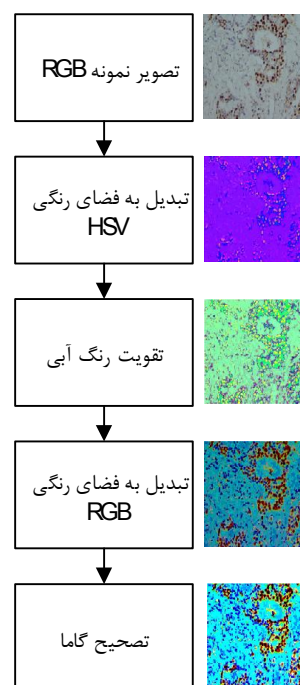 تصویر نمونه RGB
تبدیل به فضای رنگی
HSV
تقویت رنگ آبی
تبدیل به فضای رنگی
RGB
تصحیح گاما